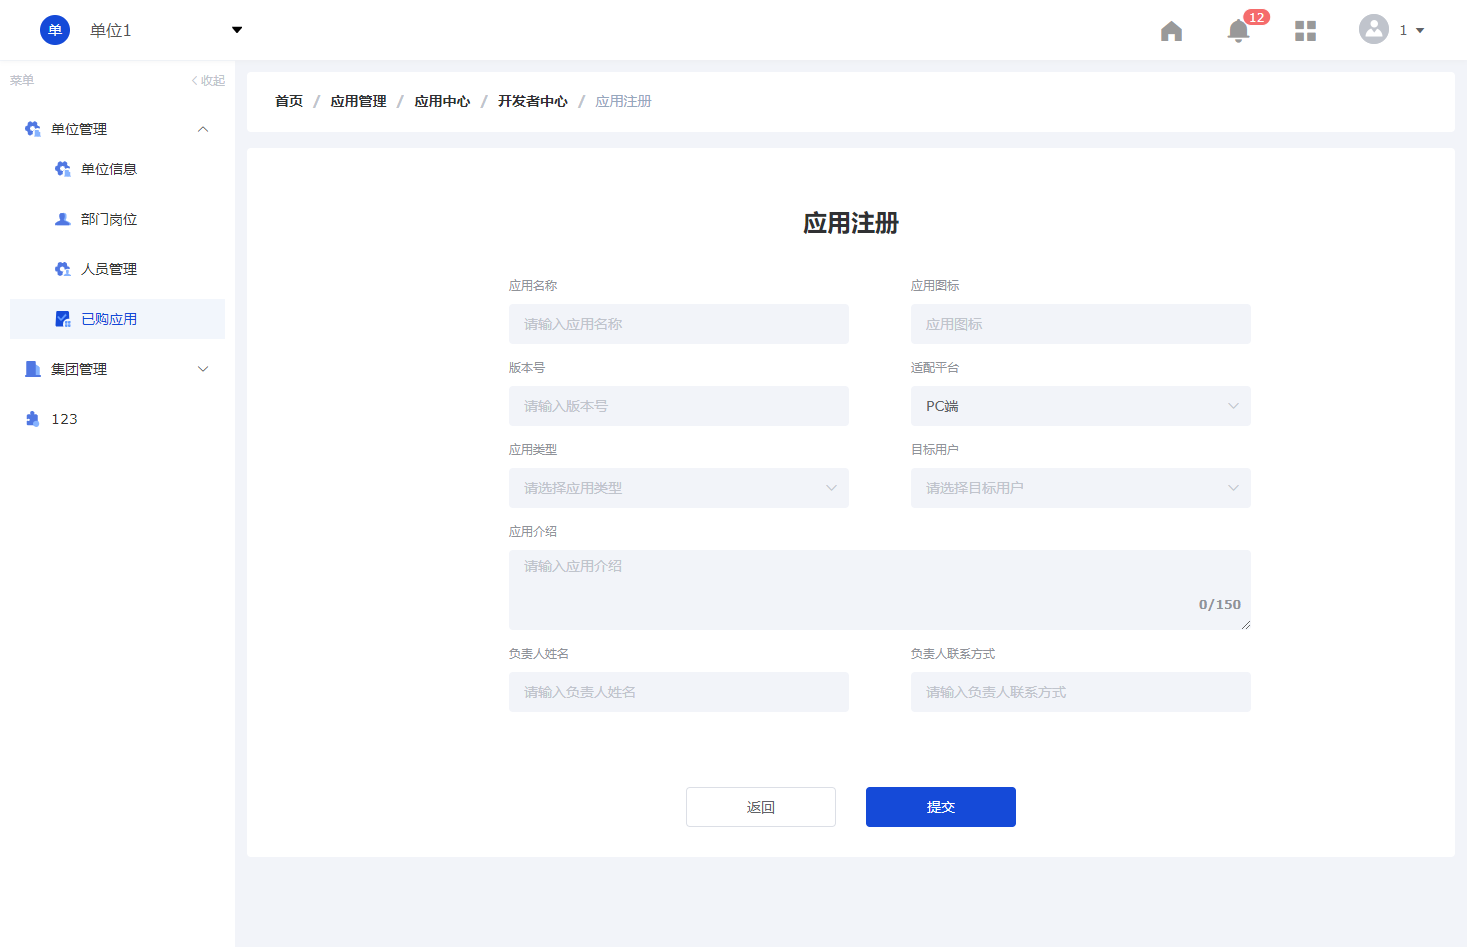 单 单位1
12
1
菜单 收起
单位管理
单位信息
部门岗位
人员管理
已购应用
集团管理
123
首页 / 应用管理 / 应用中心 / 开发者中心 / 应用注册
应用注册
应用名称 应用图标
请输入应用名称 应用图标
版本号 适配平台
请输入版本号 PC端
应用类型 目标用户
请选择应用类型 请选择目标用户
应用介绍
请输入应用介绍
0/150
负责人姓名 负责人联系方式
请输入负责人姓名 请输入负责人联系方式
返回 提交